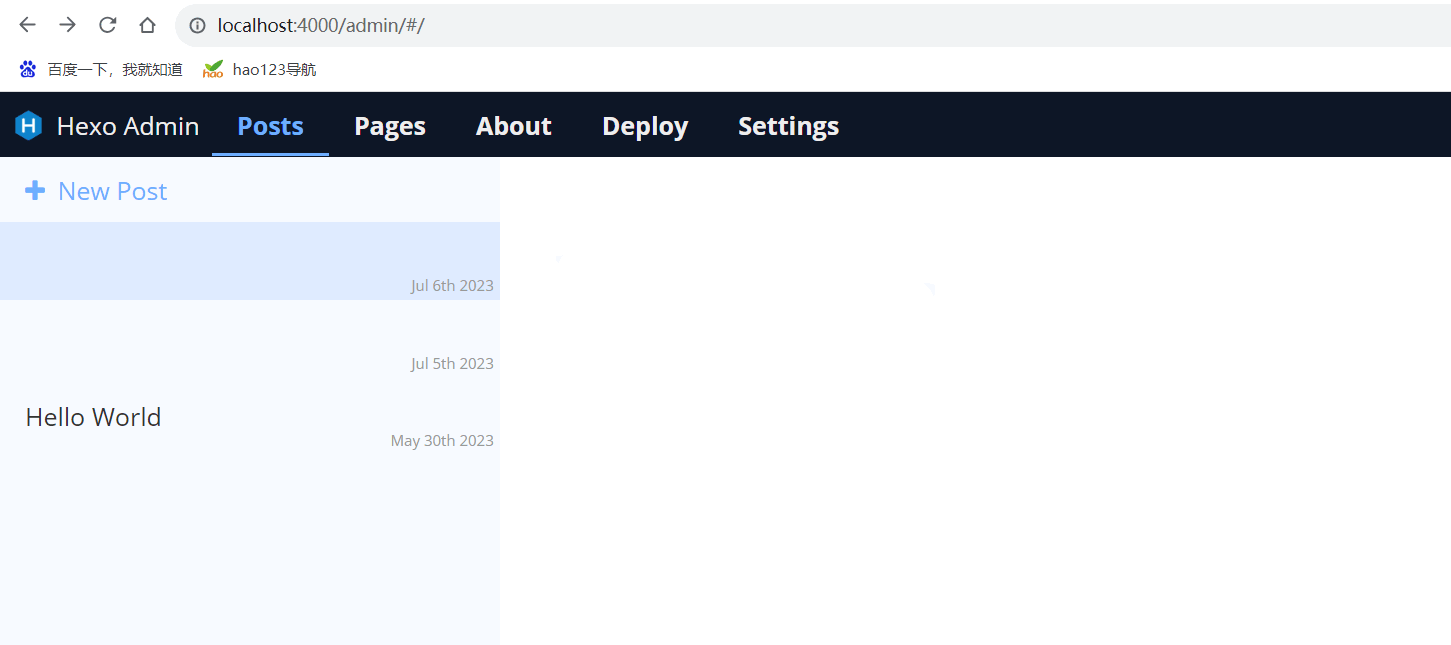 localhost:4000/admin/#/
百度一下，我就知道 hao123导航
Hexo Admin Posts Pages About Deploy Settings
New Post
Jul 6th 2023
Jul 5th 2023
Hello World
May 30th 2023